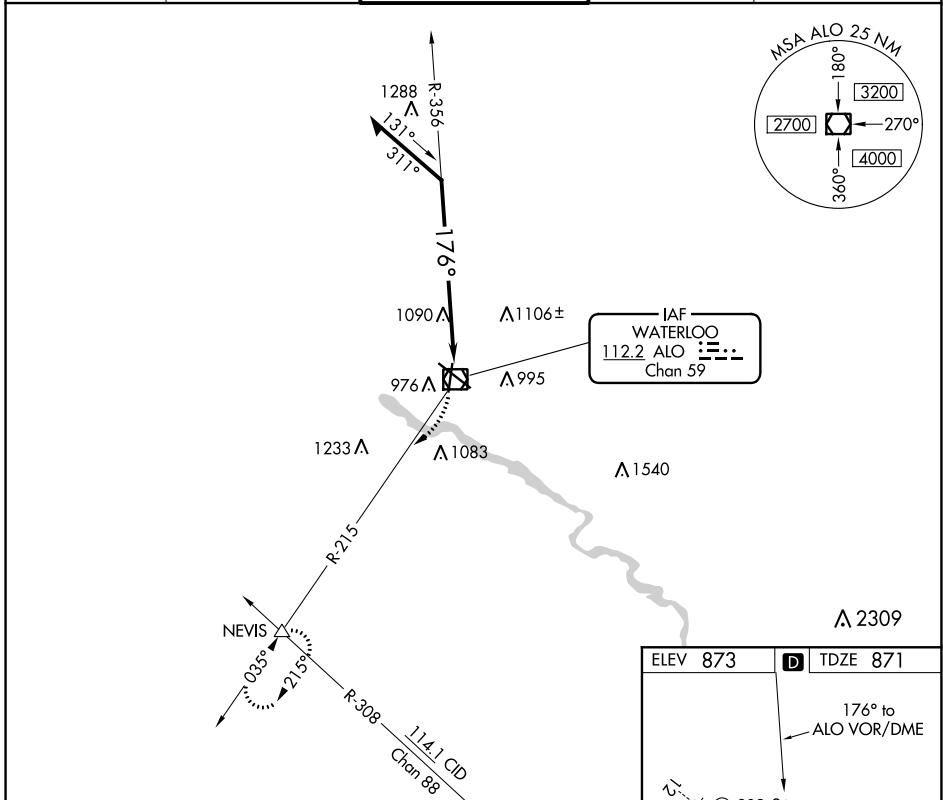 MSA ALO 25 NM
180°
3200
2700
270°
4000
360°
1288
R-356
131°
311°
176°
1090
1106±
IAF
WATERLOO
112.2 ALO
Chan 59
976
995
1233
1083
1540
R-215
NEVIS
035°
215°
R-308
114.1 CID
Chan 88
2309
ELEV 873
D
TDZE 871
176° to
ALO VOR/DME
12